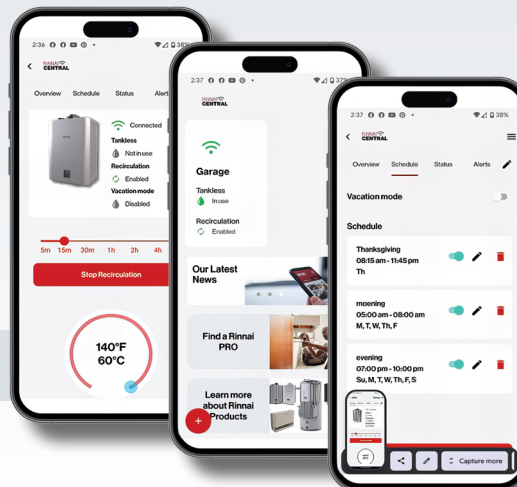 2:36
38%
RINNAI
CENTRAL
Overview Schedule Status Alert
Connected
Tankless
Not in use
Recirculation
Enabled
Vacation mode
Disabled
5m 15m 30m 1h 2h 4h
Stop Recirculation
140°F
60°C
2:37
37%
RINNAI
CENTRAL
Garage
Tankless
In use
Recirculation
Enabled
Our Latest
News
Find a Rinnai
PRO
Learn more
about Rinnai
Products
+
2:37
38%
RINNAI
CENTRAL
Overview Schedule Status Alerts
Vacation mode
Schedule
Thanksgiving
08:15 am - 11:45 pm
Th
moening
05:00 am - 08:00 am
M, T, W, Th, F
evening
07:00 pm - 10:00 pm
Su, M, T, W, Th, F, S
Capture more